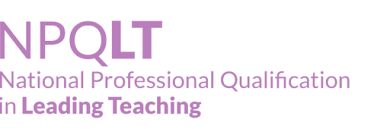 NPQLT
National Professional Qualification
in Leading Teaching